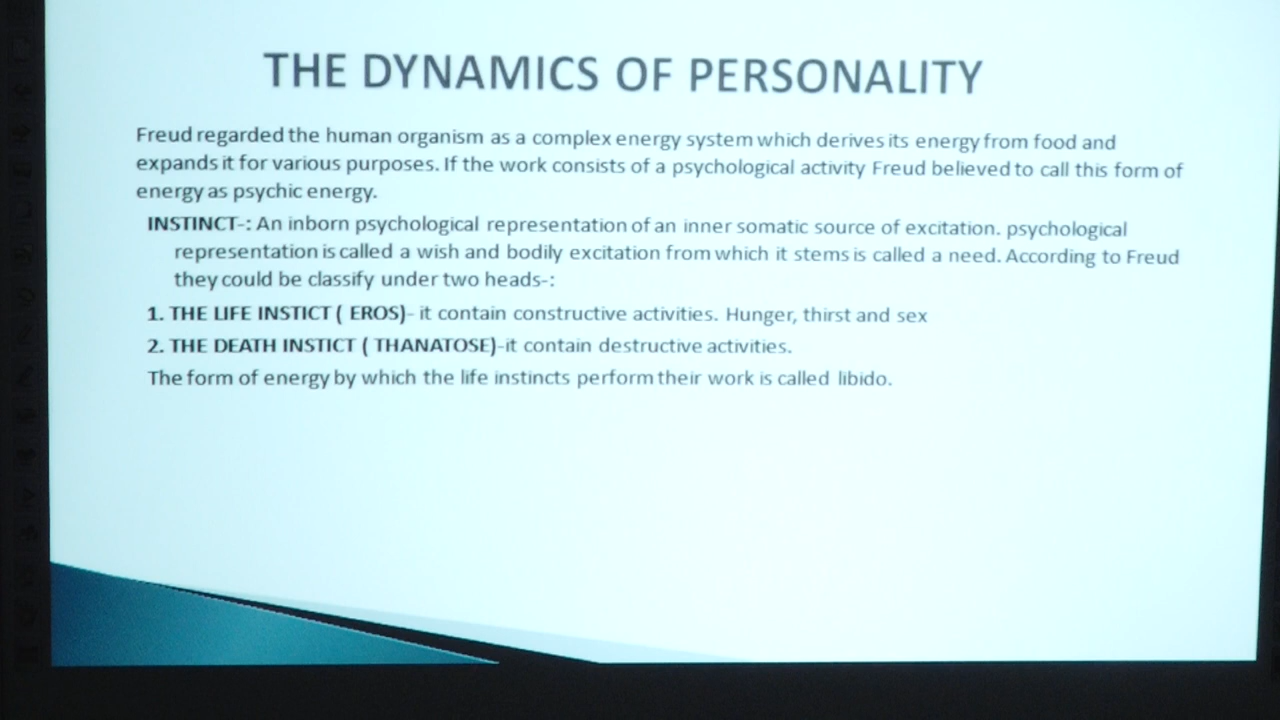 THE DYNAMICS OF PERSONALITY
Freud regarded the human organism as a complex energy system which derives its energy from food and
expands it for various purposes. If the work consists of a psychological activity Freud believed to call this form of
energy as psychic energy.
INSTINCT-: An inborn psychological representation of an inner somatic source of excitation. psychological
representation is called a wish and bodily excitation from which it stems is called a need. According to Freud
they could be classify under two heads-:
1. THE LIFE INSTICT ( EROS)- it contain constructive activities. Hunger, thirst and sex
2. THE DEATH INSTICT ( THANATOSE)-it contain destructive activities.
The form of energy by which the life instincts perform their work is called libido.